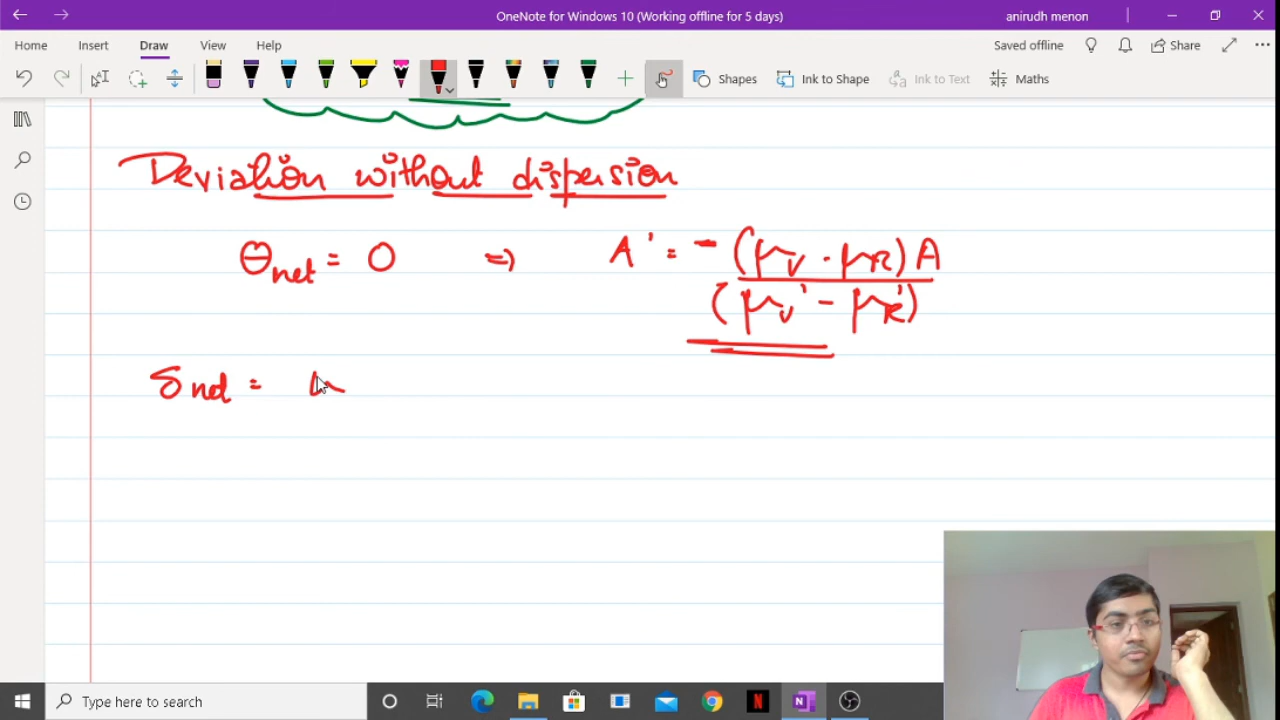 OneNote for Windows 10 (Working offline for 5 days)
anirudh menon
Home Insert Draw View Help
Saved offline
Share
Shapes
Ink to Shape
Ink to Text
Maths
Deviation without dispersion
θnet = 0 ⇒ A' = - (μV - μR) A
(μV' - μR')
δnet =
Type here to search